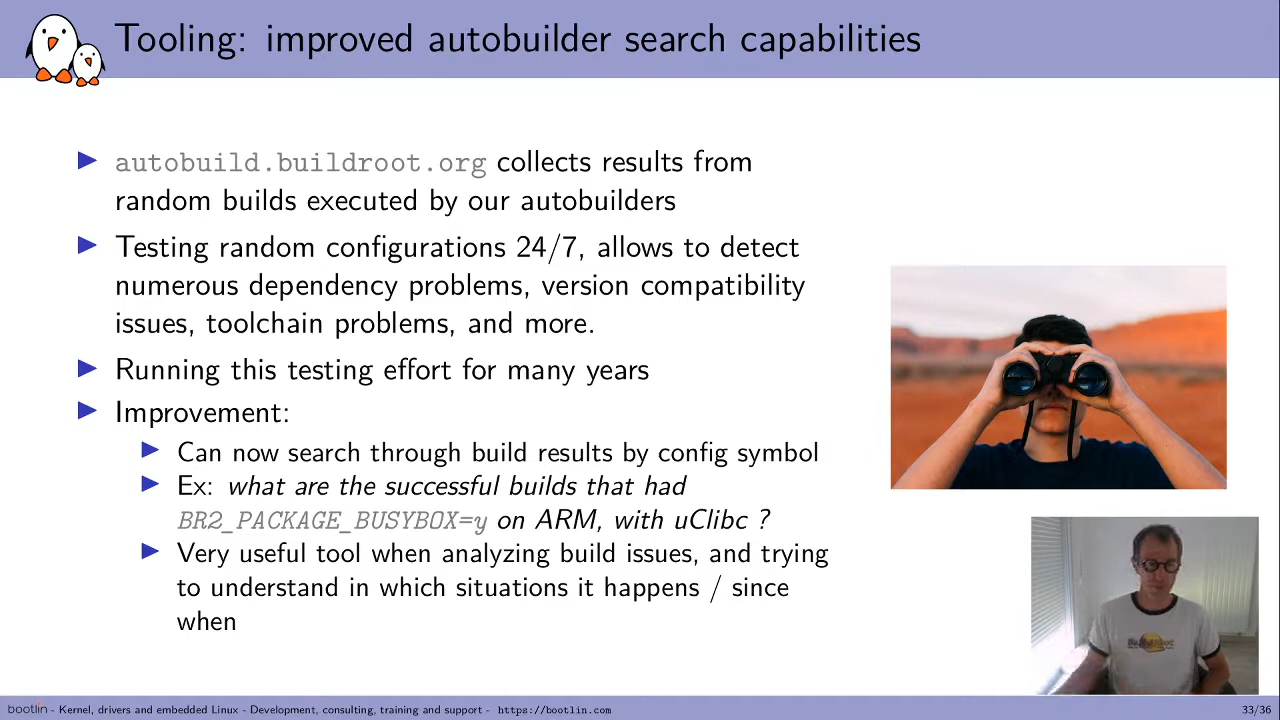 Tooling: improved autobuilder search capabilities
autobuild.buildroot.org collects results from
random builds executed by our autobuilders
Testing random configurations 24/7, allows to detect
numerous dependency problems, version compatibility
issues, toolchain problems, and more.
Running this testing effort for many years
Improvement:
Can now search through build results by config symbol
Ex: what are the successful builds that had
BR2_PACKAGE_BUSYBOX=y on ARM, with uClibc ?
Very useful tool when analyzing build issues, and trying
to understand in which situations it happens / since
when
bootlin - Kernel, drivers and embedded Linux - Development, consulting, training and support - https://bootlin.com
33/36